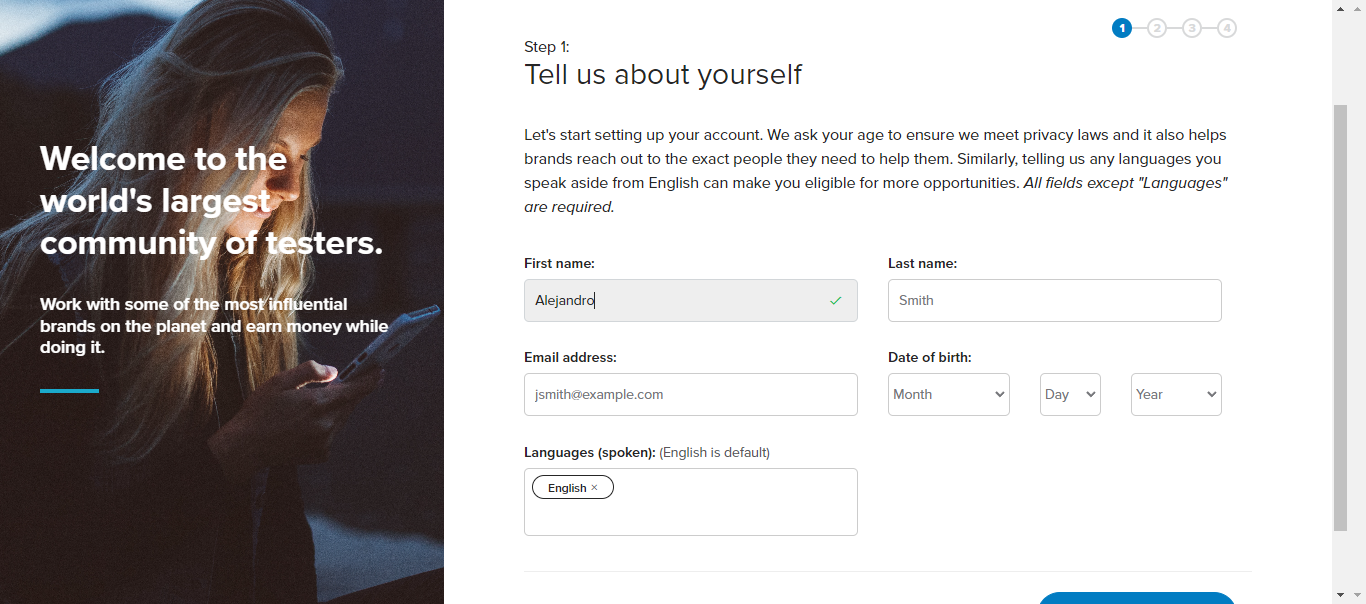 Welcome to the
world's largest
community of testers.
Work with some of the most influential
brands on the planet and earn money while
doing it.
1 2 3 4
Step 1:
Tell us about yourself
Let's start setting up your account. We ask your age to ensure we meet privacy laws and it also helps
brands reach out to the exact people they need to help them. Similarly, telling us any languages you
speak aside from English can make you eligible for more opportunities. All fields except "Languages"
are required.
First name:
Alejandro
Last name:
Smith
Email address:
jsmith@example.com
Date of birth:
Month Day Year
Languages (spoken): (English is default)
English ×